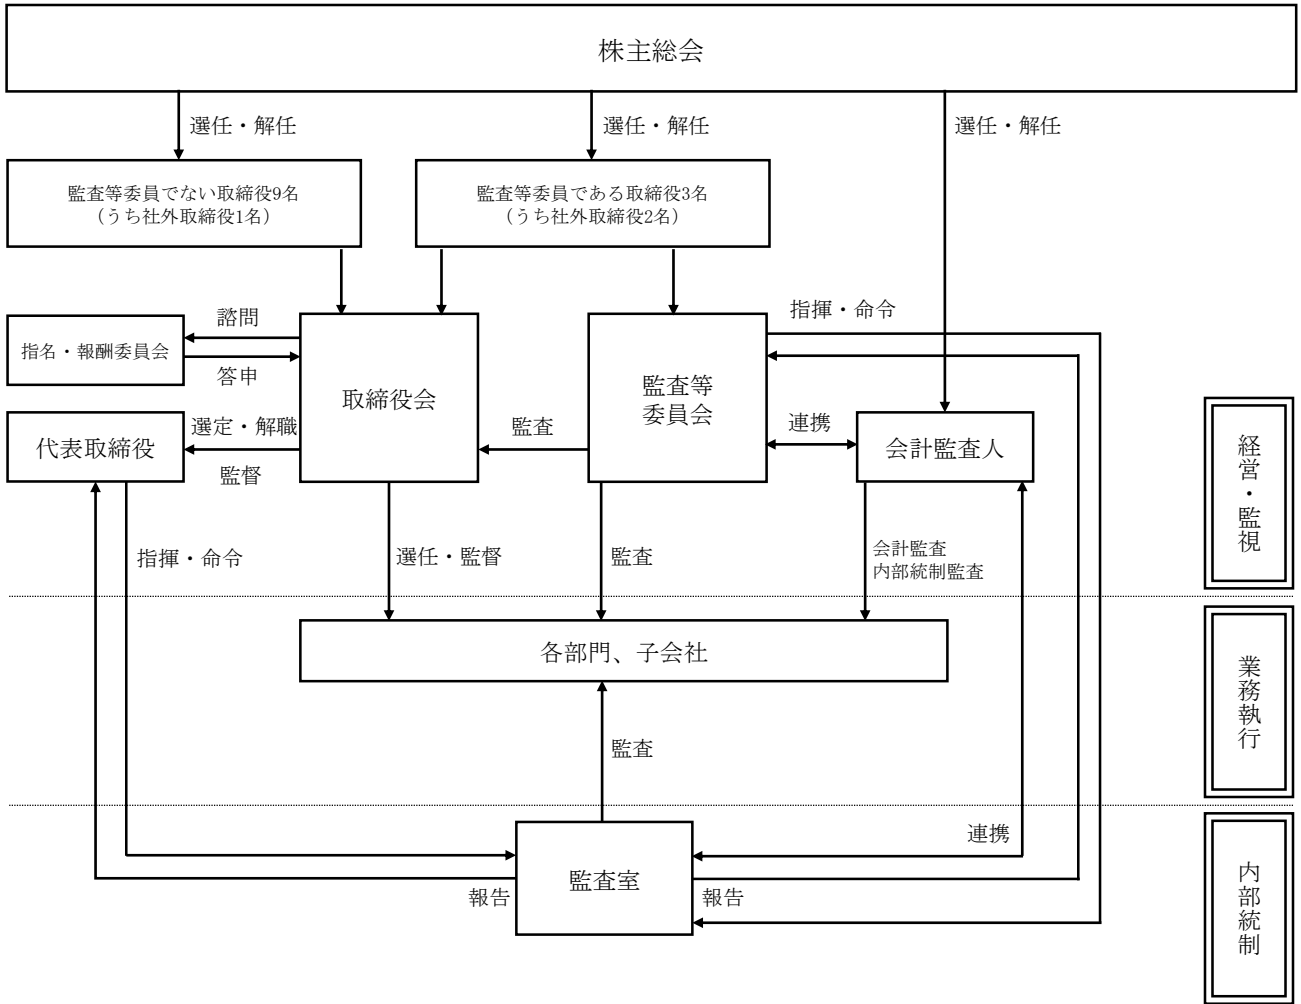 株主総会
選任・解任
選任・解任
選任・解任
監査等委員でない取締役9名
（うち社外取締役1名）
監査等委員である取締役3名
（うち社外取締役2名）
指揮・命令
諮問
指名・報酬委員会
答申
取締役会
監査等
委員会
代表取締役
選定・解職
監督
監査
連携
会計監査人
経営・監視
指揮・命令
選任・監督
監査
会計監査
内部統制監査
各部門、子会社
業務執行
監査
連携
監査室
報告
報告
内部統制